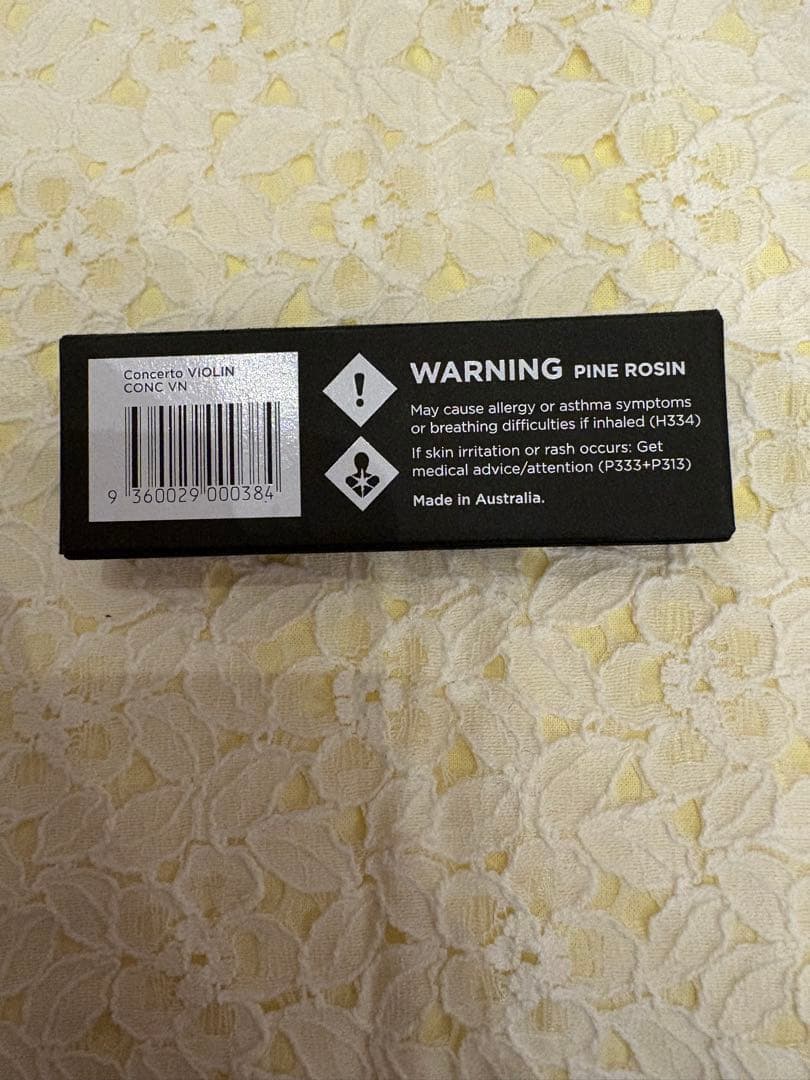 Concerto VIOLIN
CONC VN
9 360029 000384
WARNING PINE ROSIN
May cause allergy or asthma symptoms
or breathing difficulties if inhaled (H334)
If skin irritation or rash occurs: Get
medical advice/attention (P333+P313)
Made in Australia.